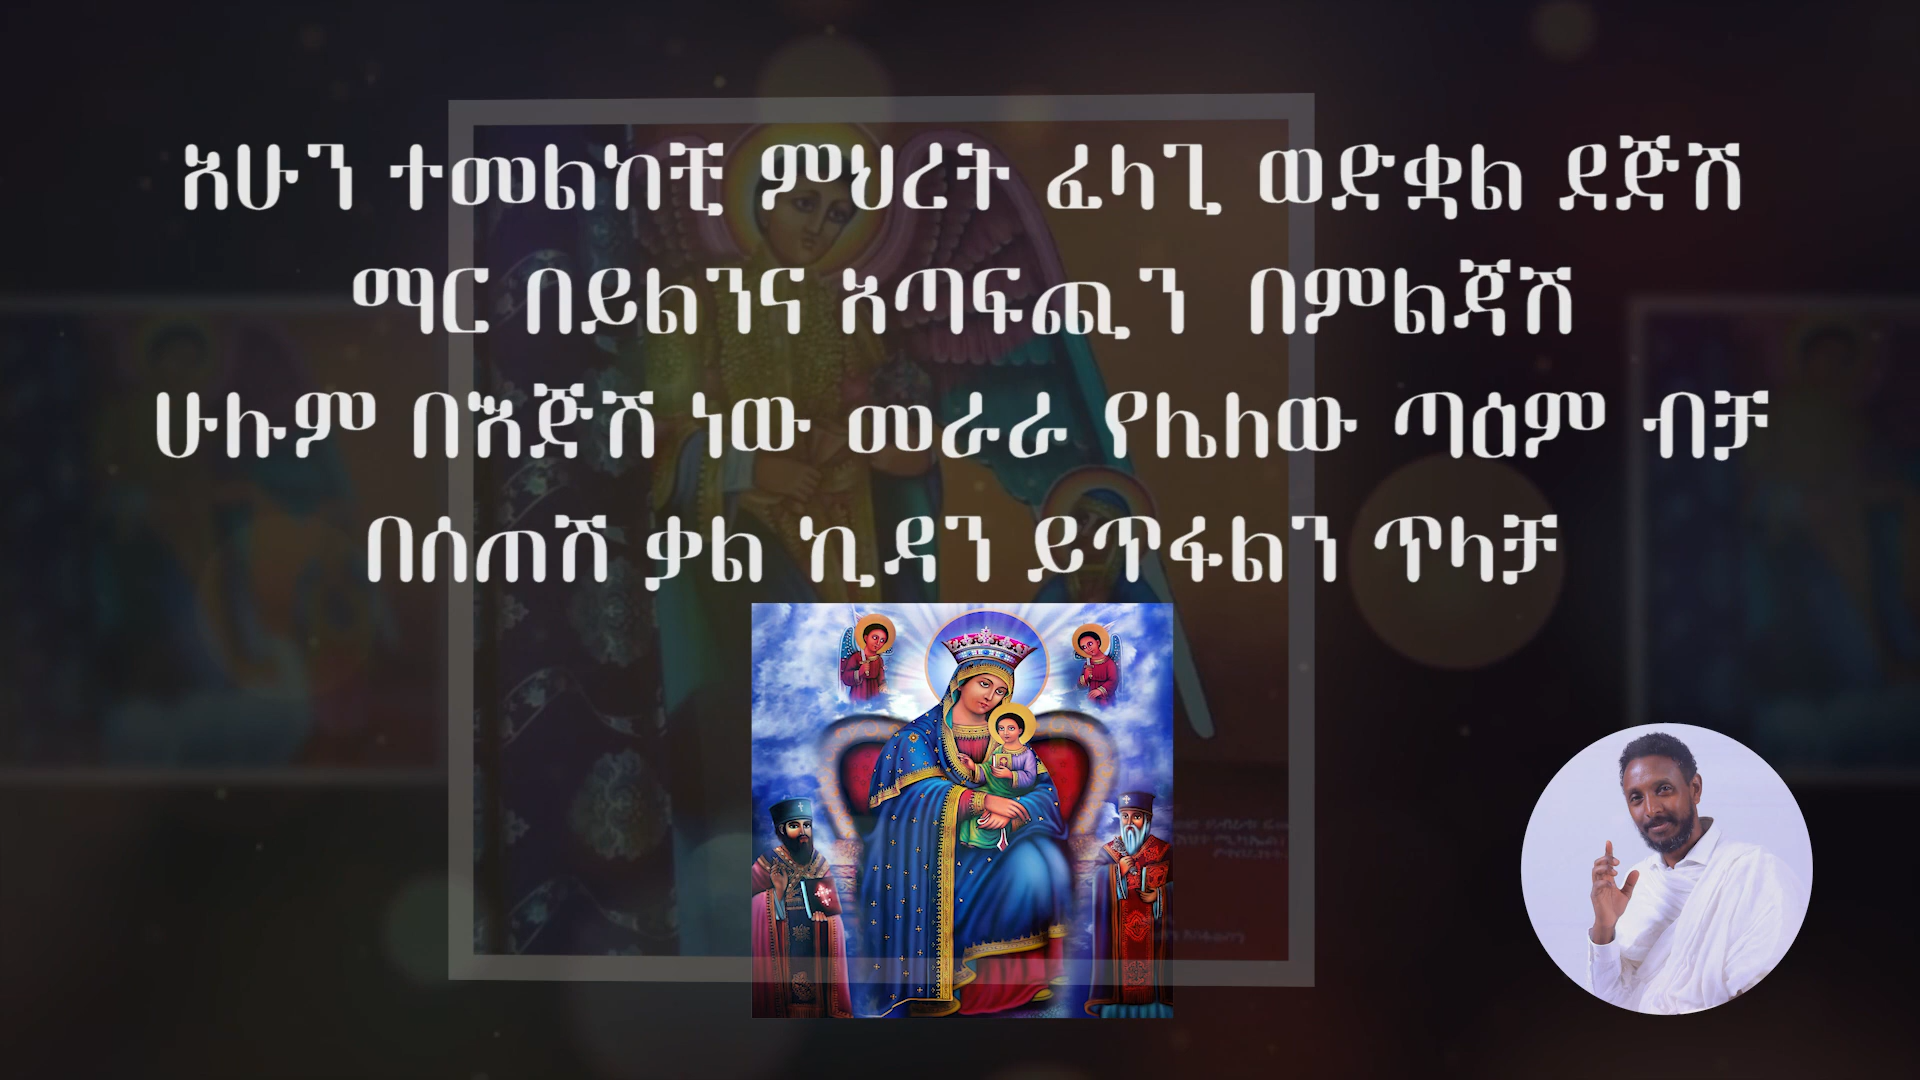 አሁን ተመልከቺ ምህረት ፈላጊ ወድቋል ደጅሽ
ማር በይልንና አጣፍጪን በምልጃሽ
ሁሉም በእጅሽ ነው መራራ የሌለው ጣዕም ብቻ
በሰጠሽ ቃል ኪዳን ይጥፋልን ጥላቻ